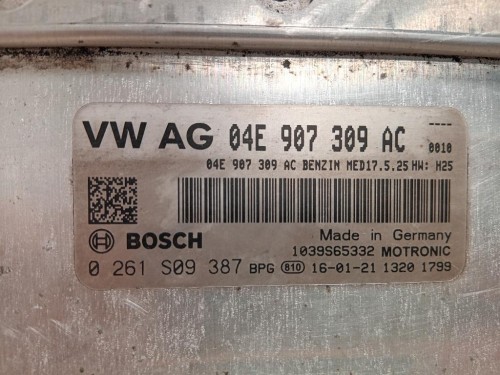 VW AG 04E 907 309 AC ---- 0010
04E 907 309 AC BENZIN MED17.5.25 HW: H25
BOSCH Made in Germany
1039S65332 MOTRONIC
0 261 S09 387 BPG 810 16-01-21 1320 1799